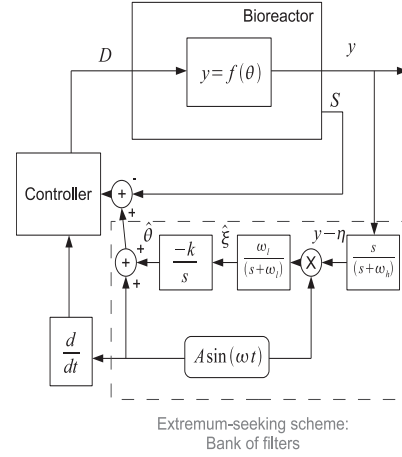 Bioreactor
D
y = f(θ)
y
S
Controller
-
+
+
θ̂
+
+
+
-k
s
ξ̂
ω_l
(s+ω_l)
y-η
X
s
(s+ω_h)
d
dt
A sin(ωt)
Extremum-seeking scheme:
Bank of filters